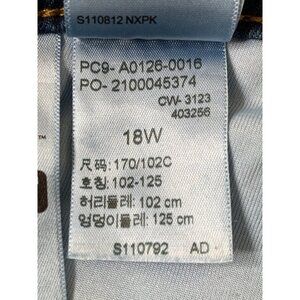 S110812 NXPK
PC9- A0126-0016
PO- 2100045374
CW- 3123
403256
18W
尺码: 170/102C
호칭: 102-125
허리둘레: 102 cm
엉덩이둘레: 125 cm
S110792 AD
TM